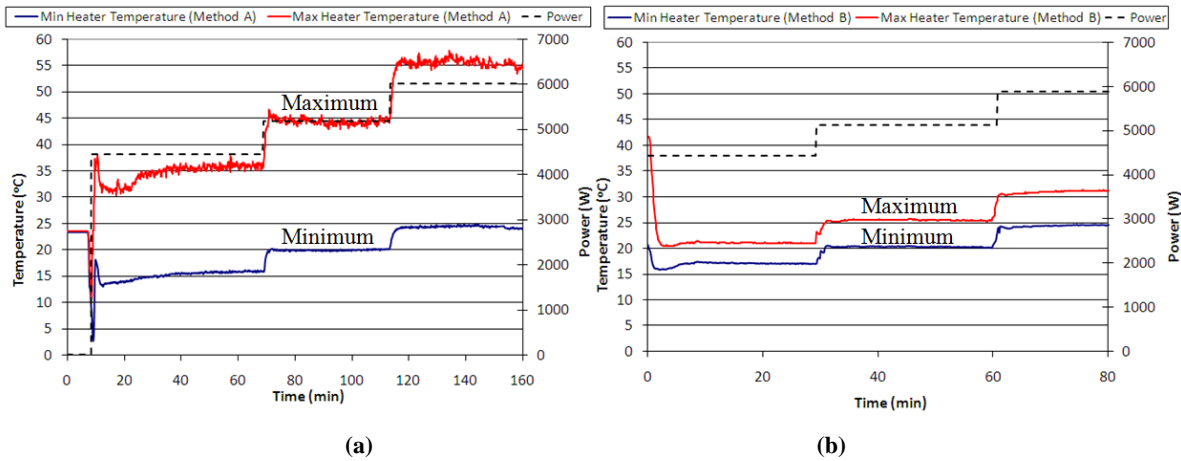 Min Heater Temperature (Method A) Max Heater Temperature (Method A) Power
60
55
50
45
40
35
30
25
20
15
10
5
0
Temperature (°C)
Maximum
Minimum
7000
6000
5000
4000
3000
2000
1000
0
Power (W)
0 20 40 60 80 100 120 140 160
Time (min)
(a)
Min Heater Temperature (Method B) Max Heater Temperature (Method B) Power
60
55
50
45
40
35
30
25
20
15
10
5
0
Temperature (°C)
Maximum
Minimum
7000
6000
5000
4000
3000
2000
1000
0
Power (W)
0 20 40 60 80
Time (min)
(b)